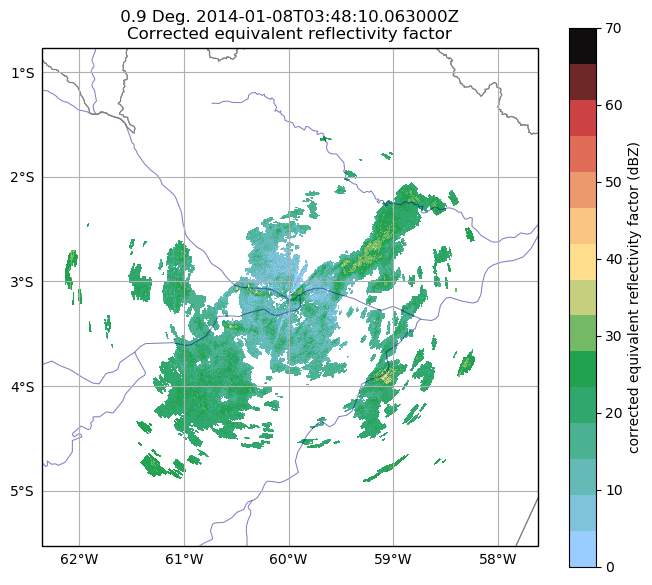 0.9 Deg. 2014-01-08T03:48:10.063000Z
Corrected equivalent reflectivity factor
1°S
2°S
3°S
4°S
5°S
62°W
61°W
60°W
59°W
58°W
70
60
50
40
30
20
10
0
corrected equivalent reflectivity factor (dBZ)